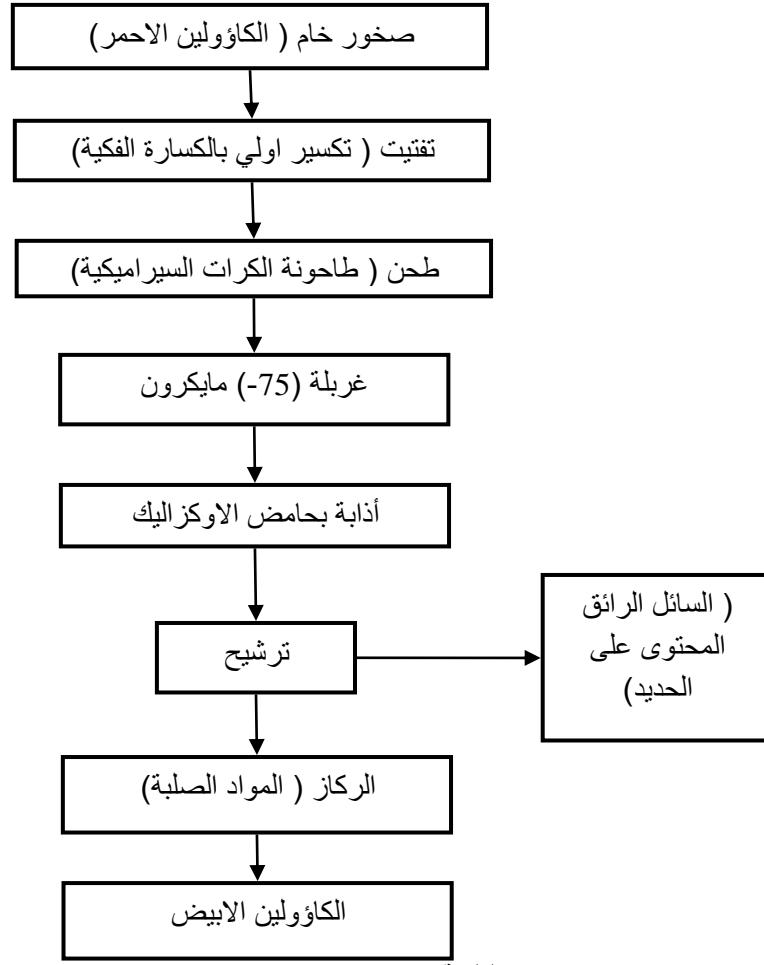 صخور خام ( الكاؤولين الاحمر)
تفتيت ( تكسير اولي بالكسارة الفكية)
طحن ( طاحونة الكرات السيراميكية)
غربلة (75-) مايكرون
أذابة بحامض الاوكزاليك
( السائل الرائق
المحتوى على
الحديد)
ترشيح
الركاز ( المواد الصلبة)
الكاؤولين الابيض